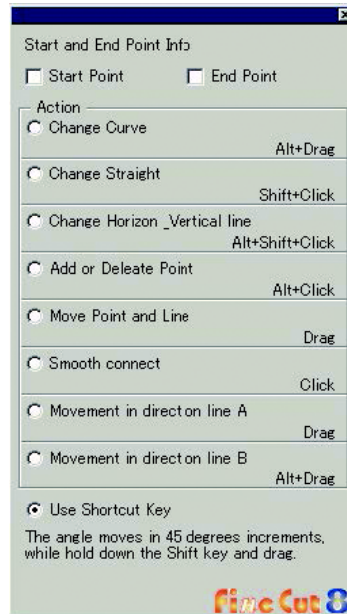 Start and End Point Info
Start Point End Point
Action
Change Curve
Alt+Drag
Change Straight
Shift+Click
Change Horizon _Vertical line
Alt+Shift+Click
Add or Deleate Point
Alt+Click
Move Point and Line
Drag
Smooth connect
Click
Movement in direction line A
Drag
Movement in direction line B
Alt+Drag
Use Shortcut Key
The angle moves in 45 degrees increments,
while hold down the Shift key and drag.
Fine Cut 8